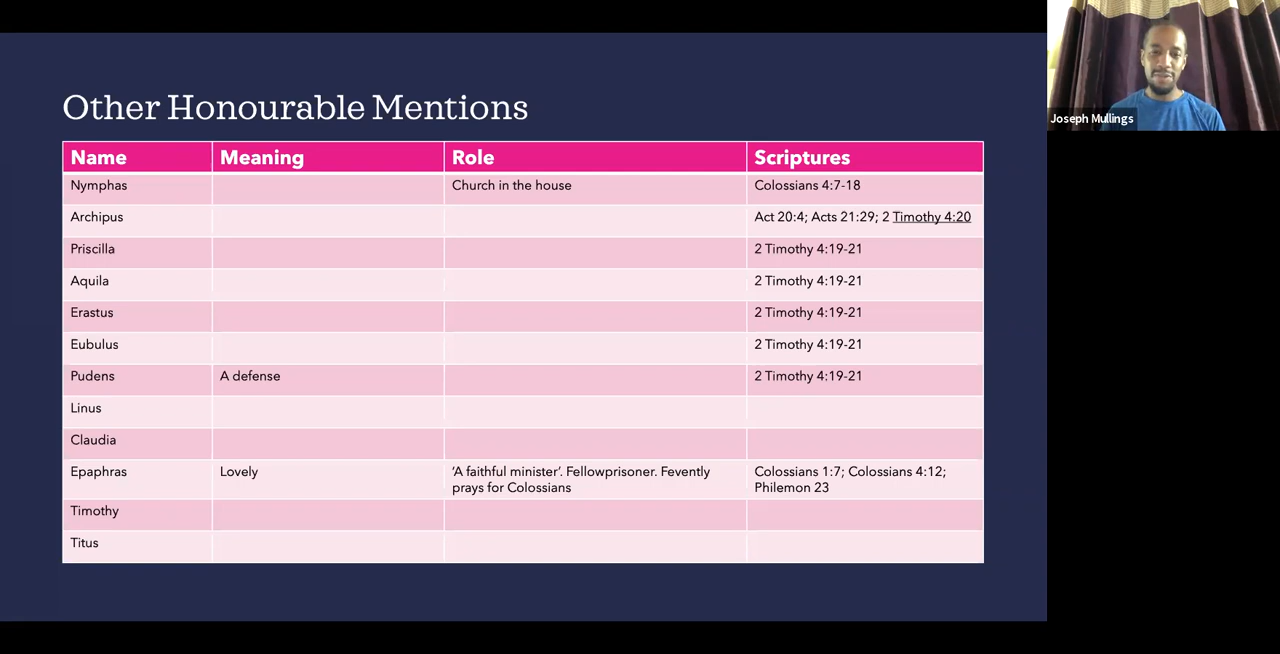 Other Honourable Mentions
Name Meaning Role Scriptures
Nymphas Church in the house Colossians 4:7-18
Archipus Act 20:4; Acts 21:29; 2 Timothy 4:20
Priscilla 2 Timothy 4:19-21
Aquila 2 Timothy 4:19-21
Erastus 2 Timothy 4:19-21
Eubulus 2 Timothy 4:19-21
Pudens A defense 2 Timothy 4:19-21
Linus
Claudia
Epaphras Lovely ‘A faithful minister’. Fellowprisoner. Fevently Colossians 1:7; Colossians 4:12;
prays for Colossians Philemon 23
Timothy
Titus
Joseph Mullings